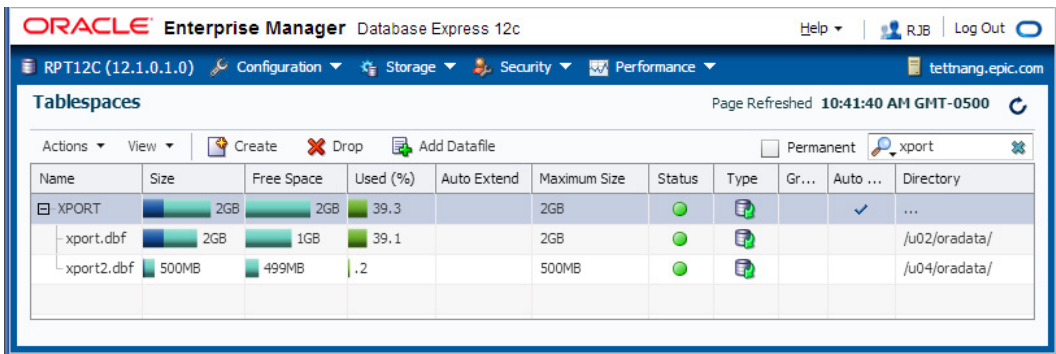 ORACLE Enterprise Manager Database Express 12c Help RJB Log Out
RPT12C (12.1.0.1.0) Configuration Storage Security Performance tettnang.epic.com
Tablespaces Page Refreshed 10:41:40 AM GMT-0500
Actions View Create Drop Add Datafile Permanent xport
Name Size Free Space Used (%) Auto Extend Maximum Size Status Type Gr... Auto ... Directory
XPORT 2GB 2GB 39.3 2GB ...
xport.dbf 2GB 1GB 39.1 2GB /u02/oradata/
xport2.dbf 500MB 499MB .2 500MB /u04/oradata/